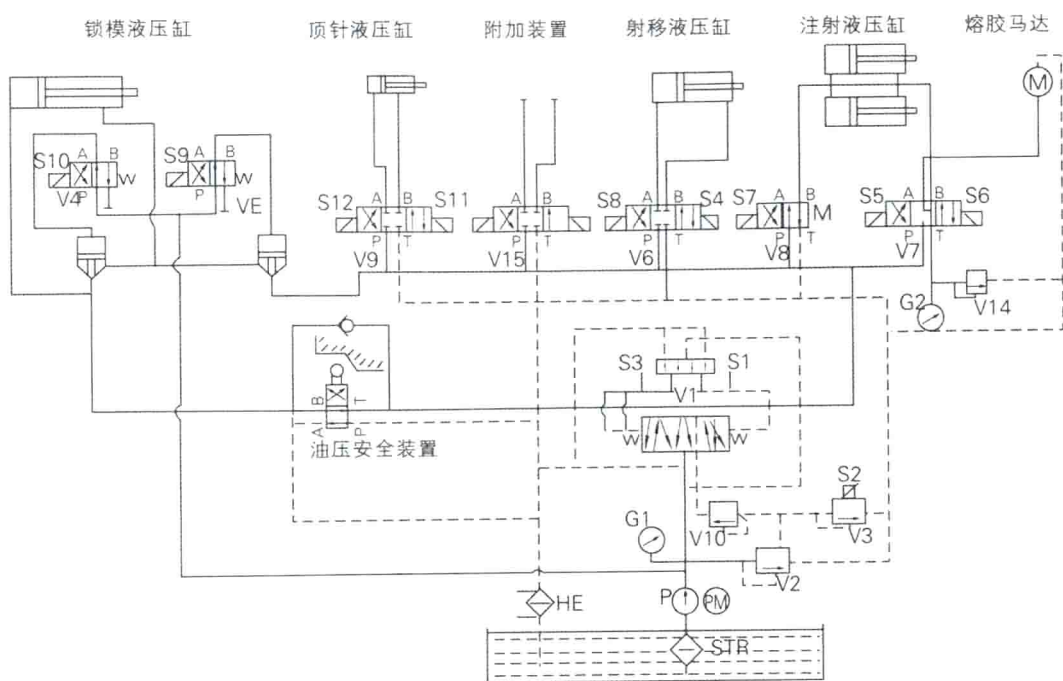 锁模液压缸 顶针液压缸 附加装置 射移液压缸 注射液压缸 熔胶马达
M
S10 A B S9 A B
P P
V4 VE
S12 A B S11 A B S8 A B S4 S7 A B M S5 A B S6
P T P T P T P T P T
V9 V15 V6 V8 V7
G2 V14
S3 S1
V1
B T
A P
油压安全装置
S2
G1 V10 V3
V2
HE P PM
STR